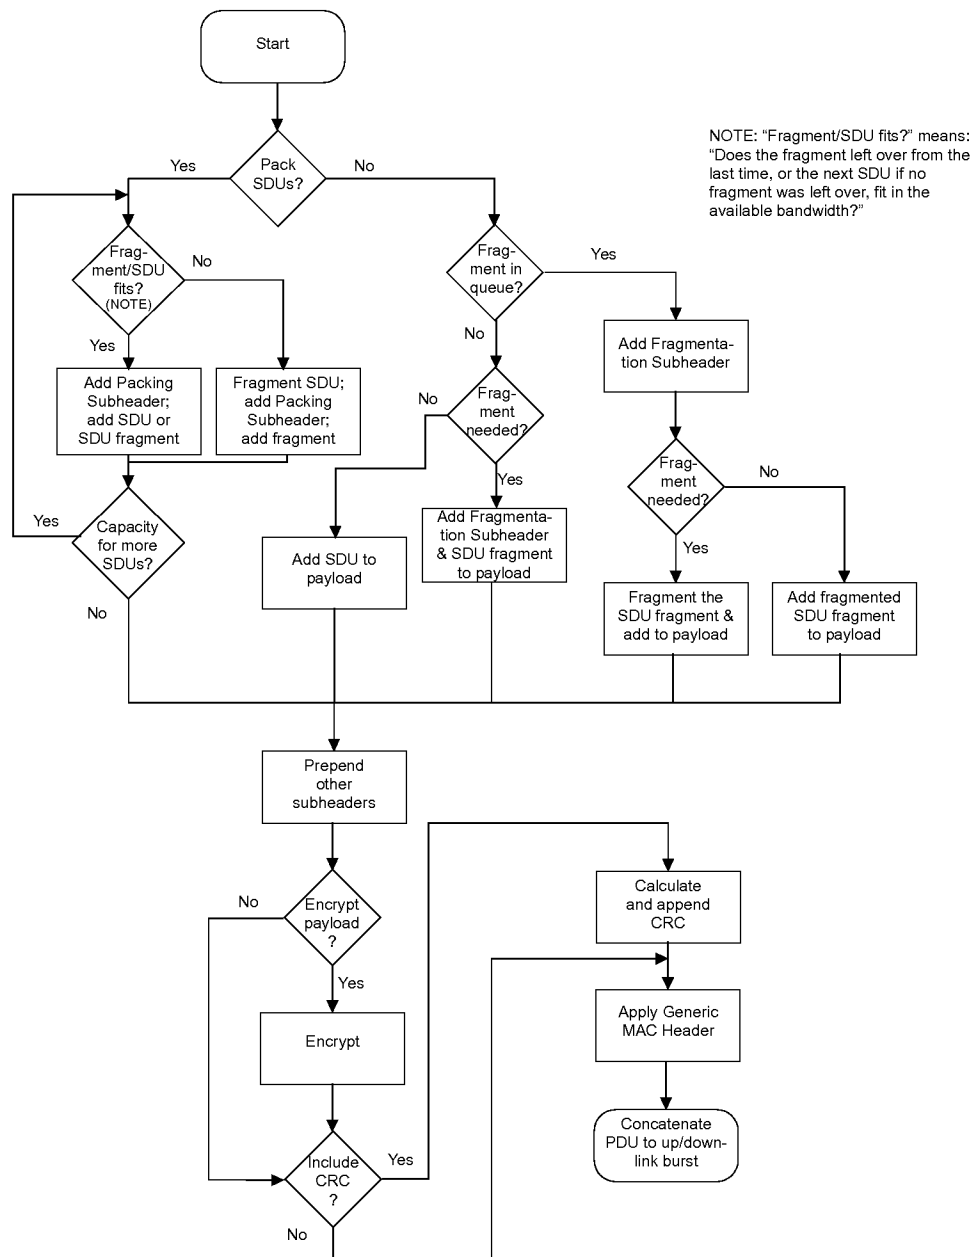 Start
NOTE: “Fragment/SDU fits?” means:
“Does the fragment left over from the
last time, or the next SDU if no
fragment was left over, fit in the
available bandwidth?”
Pack
SDUs?
Yes
No
Frag-
ment/SDU
fits?
(NOTE)
No
Yes
Add Packing
Subheader;
add SDU or
SDU fragment
Fragment SDU;
add Packing
Subheader;
add fragment
Capacity
for more
SDUs?
Yes
No
Frag-
ment in
queue?
Yes
No
Frag-
ment
needed?
No
Yes
Add SDU to
payload
Add Fragmenta-
tion Subheader
& SDU fragment
to payload
Add Fragmenta-
tion Subheader
Frag-
ment
needed?
No
Yes
Fragment the
SDU fragment &
add to payload
Add fragmented
SDU fragment
to payload
Prepend
other
subheaders
Encrypt
payload
?
No
Yes
Encrypt
Include
CRC
?
Yes
No
Calculate
and append
CRC
Apply Generic
MAC Header
Concatenate
PDU to up/down-
link burst